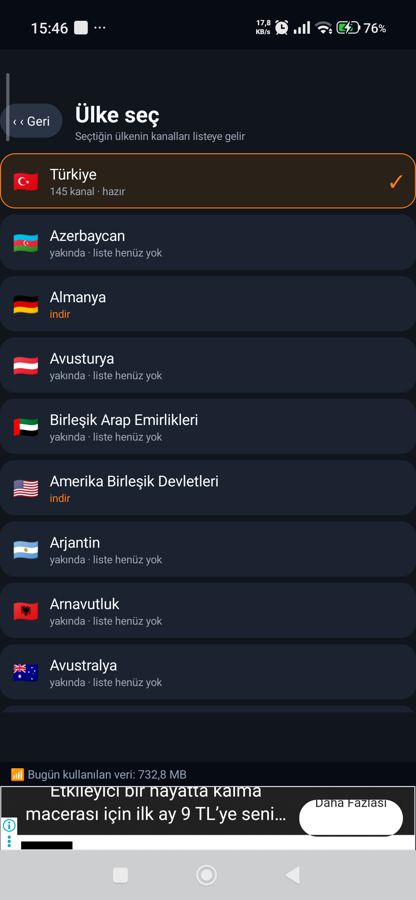 15:46
17,8
KB/s
76%
‹ ‹ Geri
Ülke seç
Seçtiğin ülkenin kanalları listeye gelir
Türkiye
145 kanal · hazır
✓
Azerbaycan
yakında · liste henüz yok
Almanya
indir
Avusturya
yakında · liste henüz yok
Birleşik Arap Emirlikleri
yakında · liste henüz yok
Amerika Birleşik Devletleri
indir
Arjantin
yakında · liste henüz yok
Arnavutluk
yakında · liste henüz yok
Avustralya
yakında · liste henüz yok
Bugün kullanılan veri: 732,8 MB
Etkileyici bir hayatta kalma
macerası için ilk ay 9 TL’ye seni...
Daha Fazlası